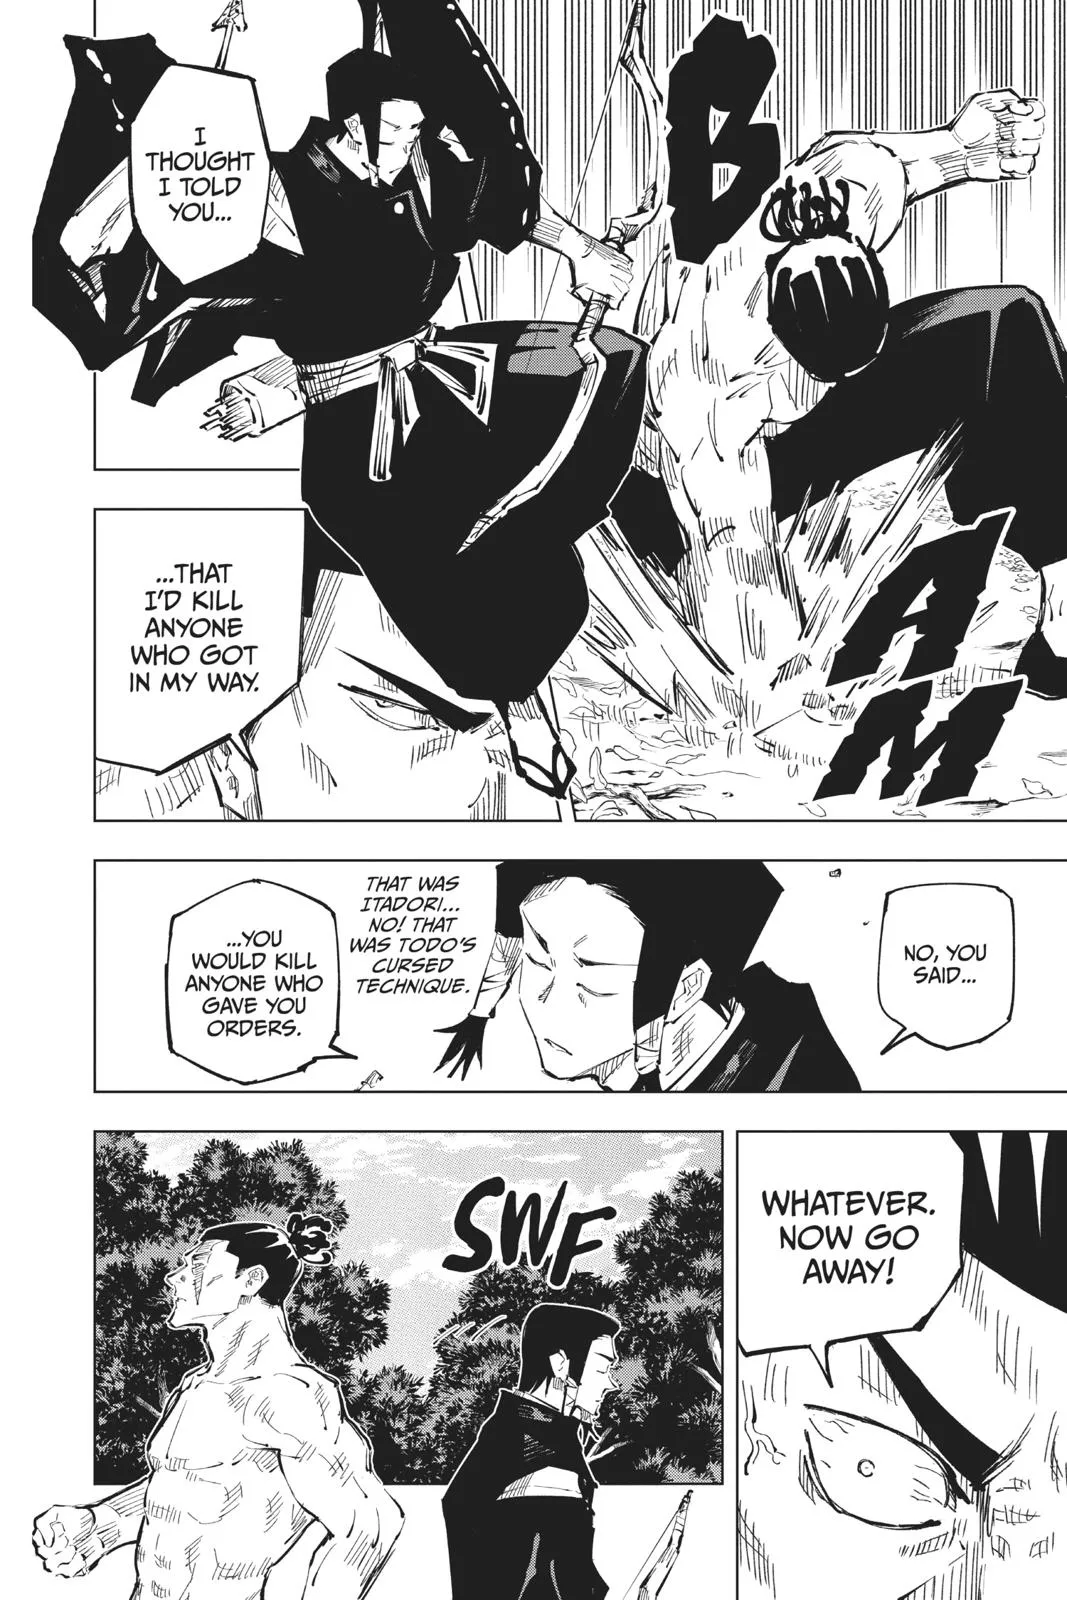 BAM
I
THOUGHT
I TOLD
YOU...
...THAT
I'D KILL
ANYONE
WHO GOT
IN MY WAY.
NO, YOU
SAID...
THAT WAS
ITADORI...
NO! THAT
WAS TODO'S
CURSED
TECHNIQUE.
...YOU
WOULD KILL
ANYONE WHO
GAVE YOU
ORDERS.
WHATEVER.
NOW GO
AWAY!
SWF